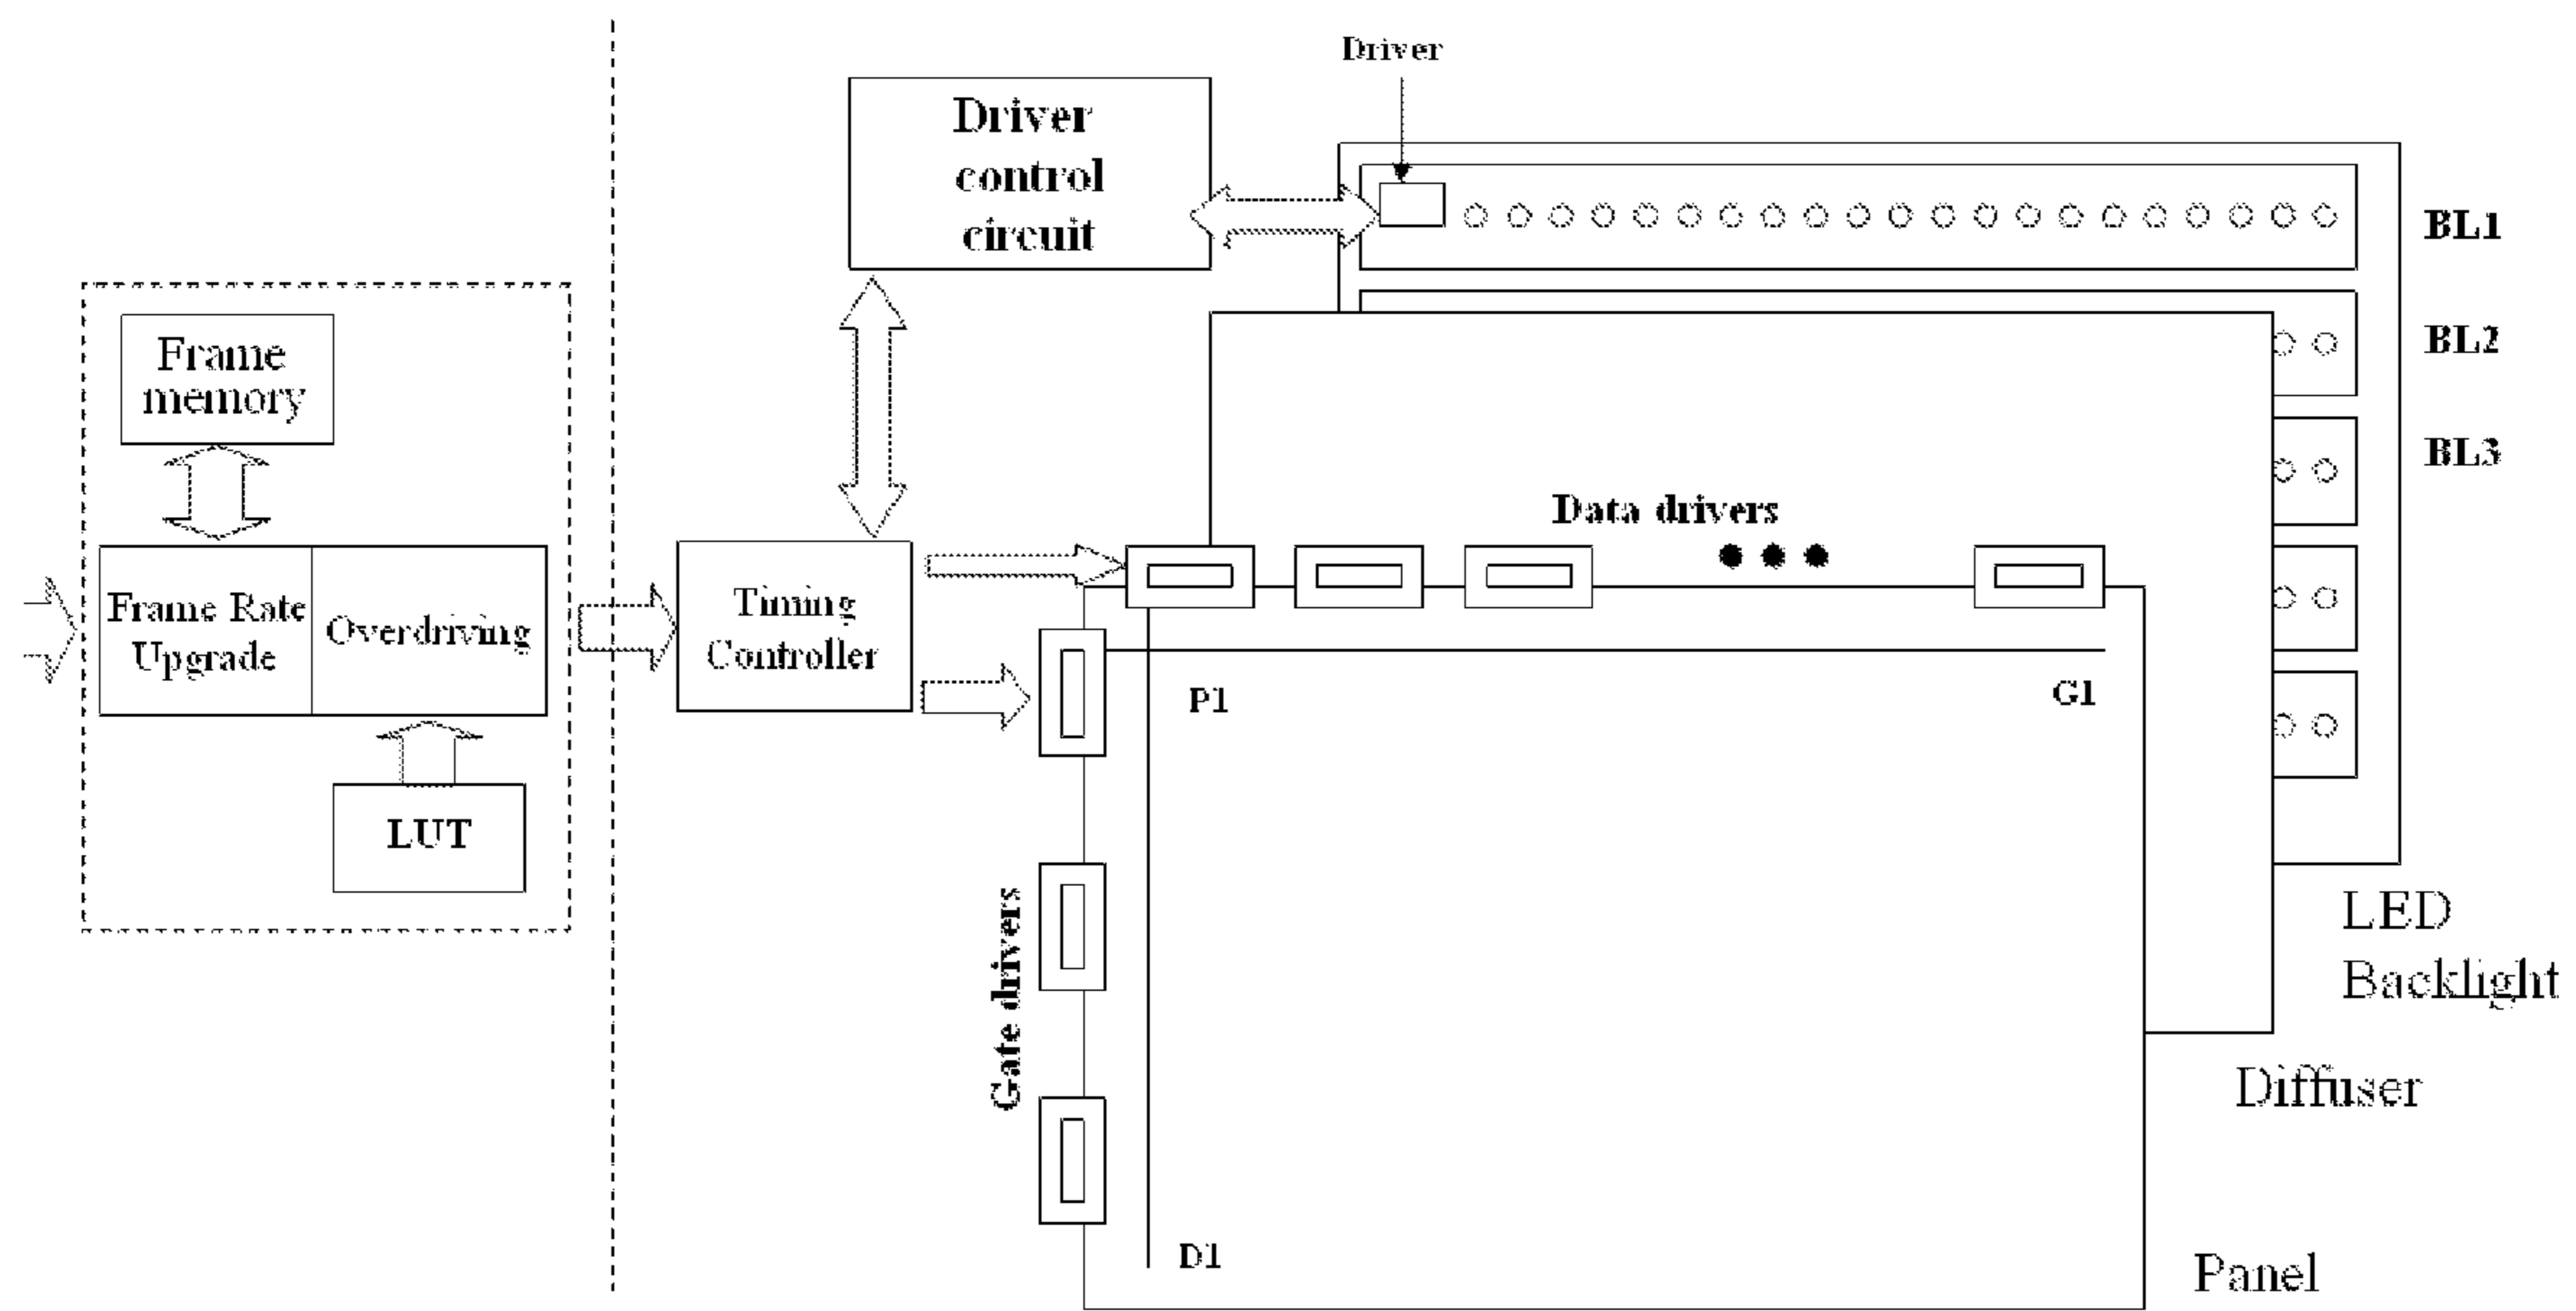 Driver
Driver
control
circuit
BL1
BL2
BL3
Frame
memory
Data drivers
Frame Rate
Upgrade
Overdriving
Timing
Controller
P1
G1
LUT
Gate drivers
LED
Backlight
Diffuser
D1
Panel